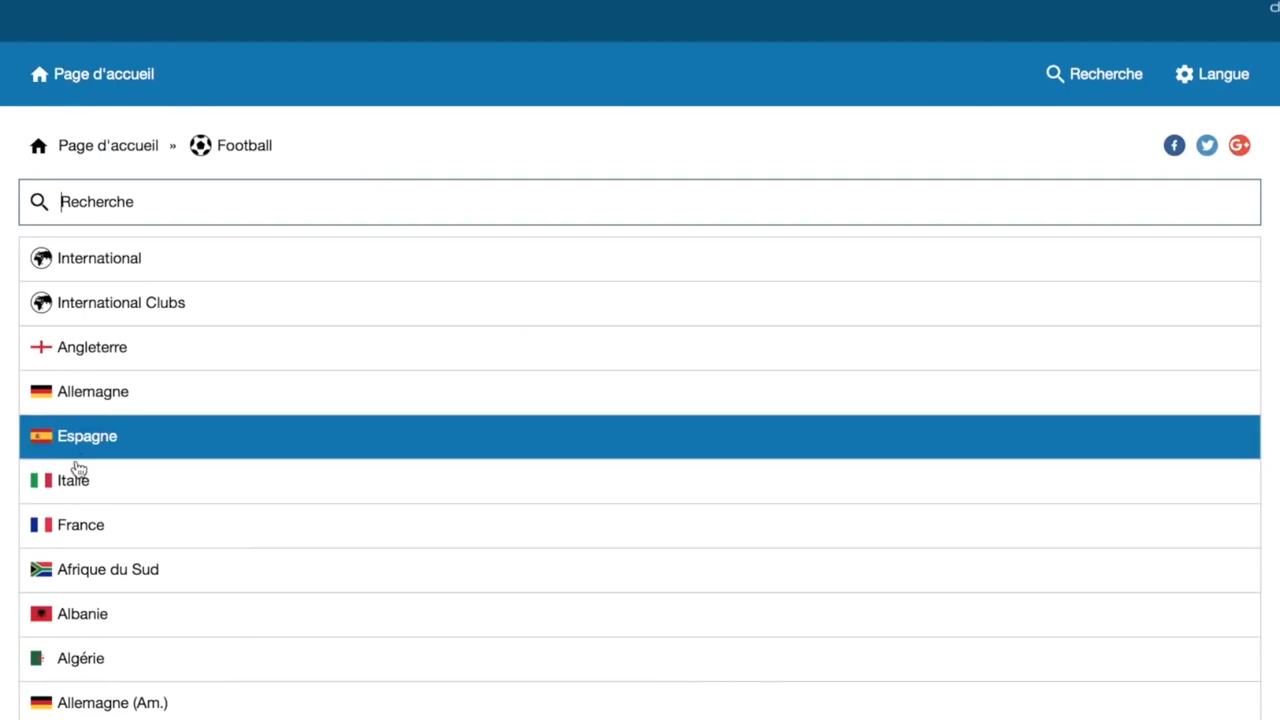 Page d'accueil Recherche Langue
Page d'accueil » Football
Recherche
International
International Clubs
Angleterre
Allemagne
Espagne
Italie
France
Afrique du Sud
Albanie
Algérie
Allemagne (Am.)